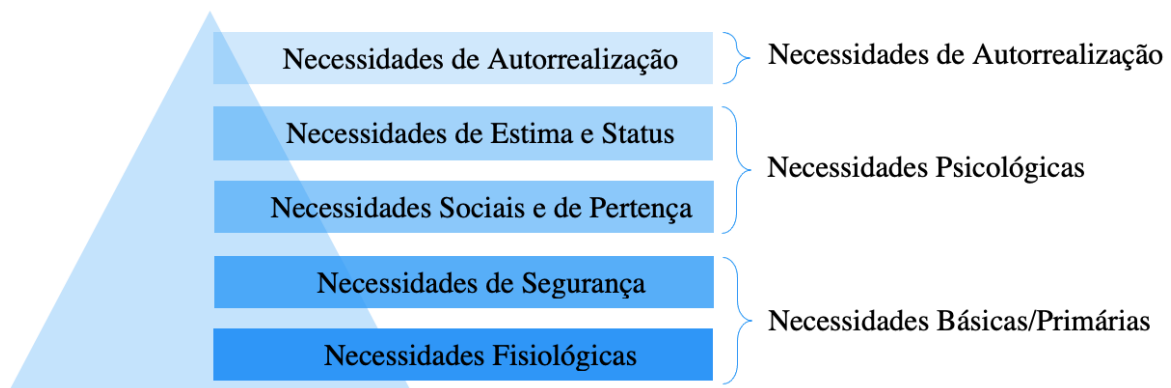 Necessidades de Autorrealização
Necessidades de Autorrealização
Necessidades de Estima e Status
Necessidades Psicológicas
Necessidades Sociais e de Pertença
Necessidades de Segurança
Necessidades Básicas/Primárias
Necessidades Fisiológicas